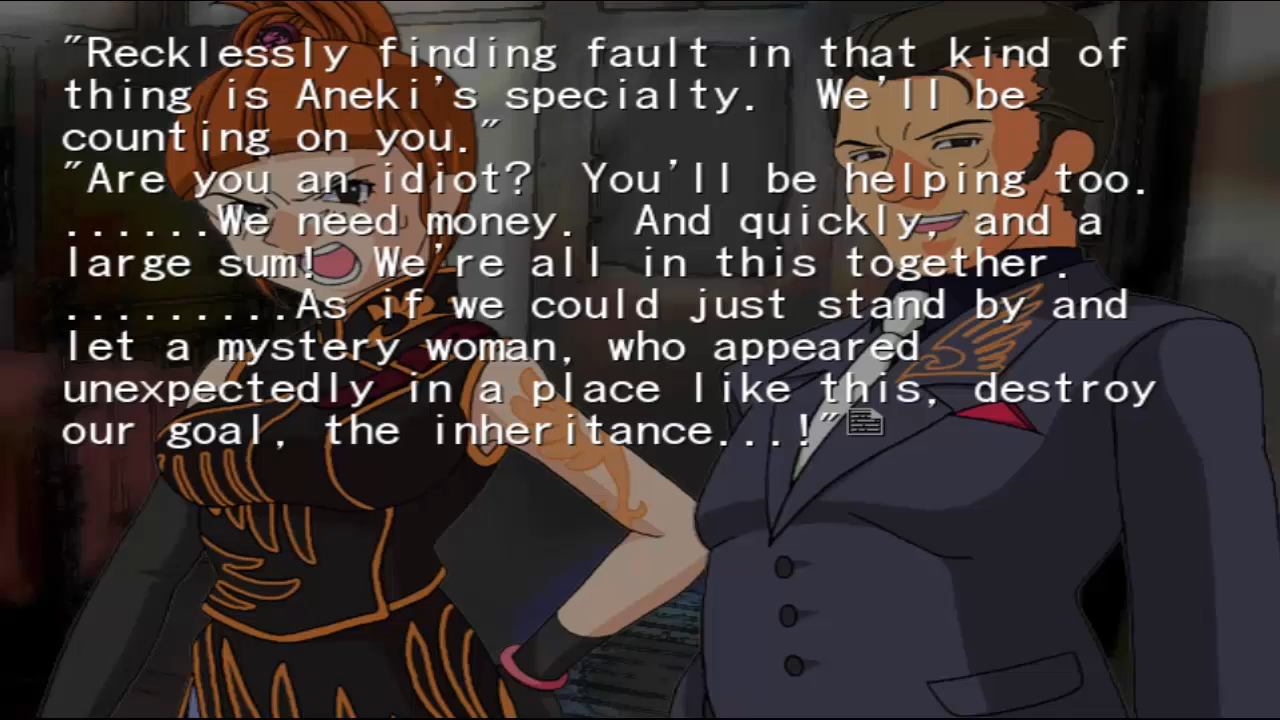 "Recklessly finding fault in that kind of
thing is Aneki's specialty.  We'll be
counting on you."
"Are you an idiot?  You'll be helping too.
......We need money.  And quickly, and a
large sum!  We're all in this together.
.........As if we could just stand by and
let a mystery woman, who appeared
unexpectedly in a place like this, destroy
our goal, the inheritance...!"